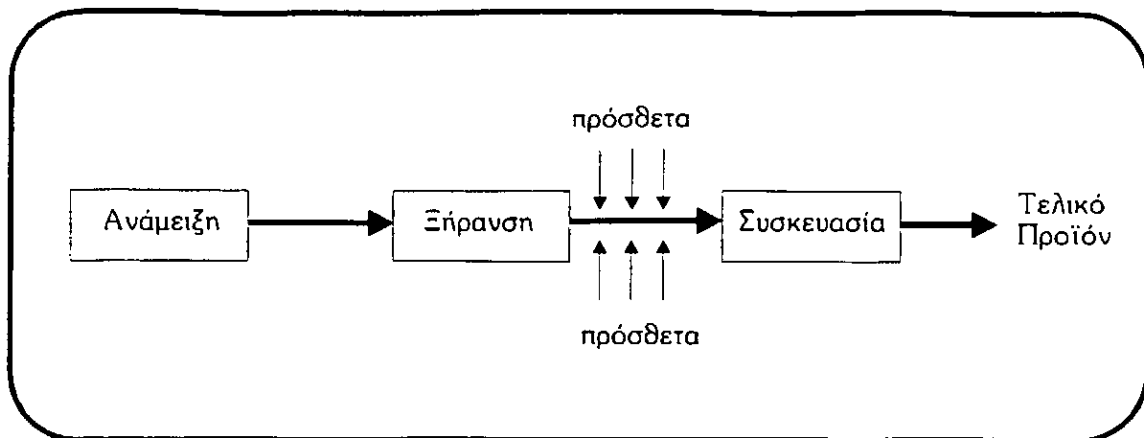 πρόσθετα
Ανάμειξη
Ξήρανση
Συσκευασία
Τελικό
Προϊόν
πρόσθετα